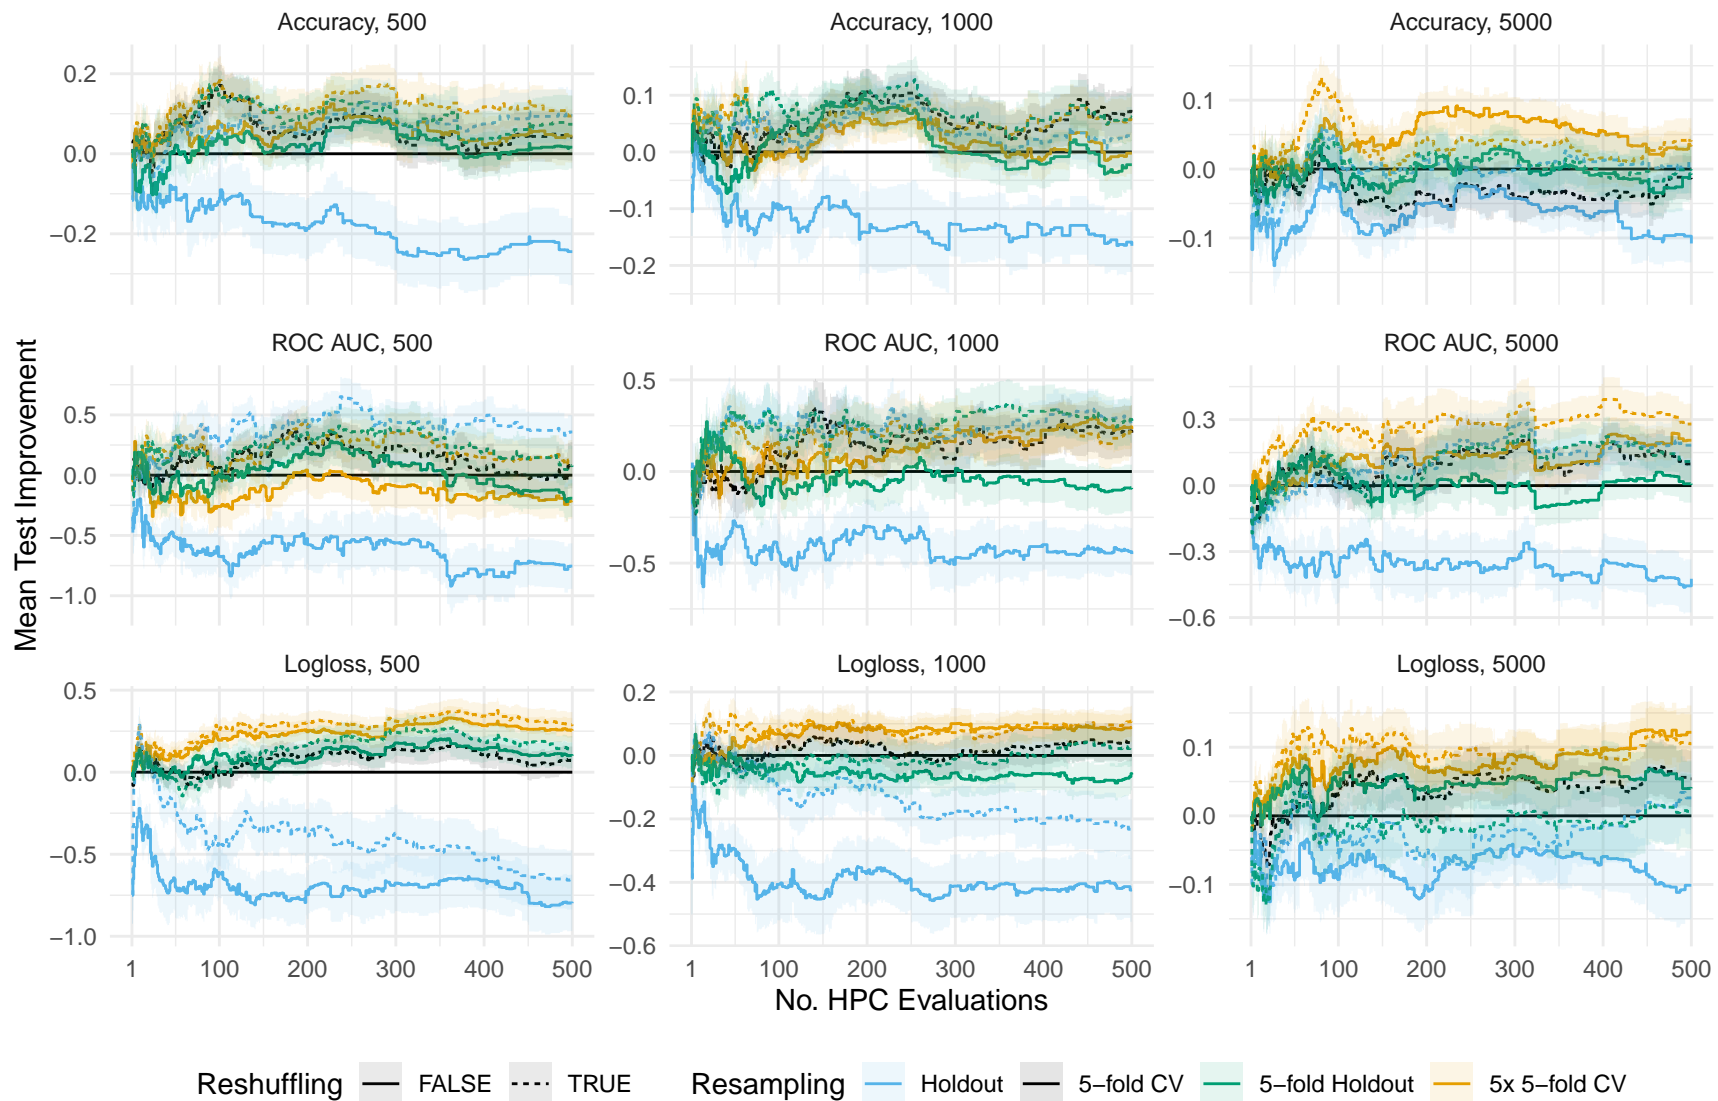 Accuracy, 500
Accuracy, 1000
Accuracy, 5000
0.2
0.0
−0.2
0.1
0.0
−0.1
−0.2
0.1
0.0
−0.1
ROC AUC, 500
ROC AUC, 1000
ROC AUC, 5000
0.5
0.0
−0.5
−1.0
0.5
0.0
−0.5
0.3
0.0
−0.3
−0.6
Mean Test Improvement
Logloss, 500
Logloss, 1000
Logloss, 5000
0.5
0.0
−0.5
−1.0
0.2
0.0
−0.2
−0.4
−0.6
0.1
0.0
−0.1
1 100 200 300 400 500
1 100 200 300 400 500
1 100 200 300 400 500
No. HPC Evaluations
Reshuffling FALSE TRUE Resampling Holdout 5−fold CV 5−fold Holdout 5x 5−fold CV